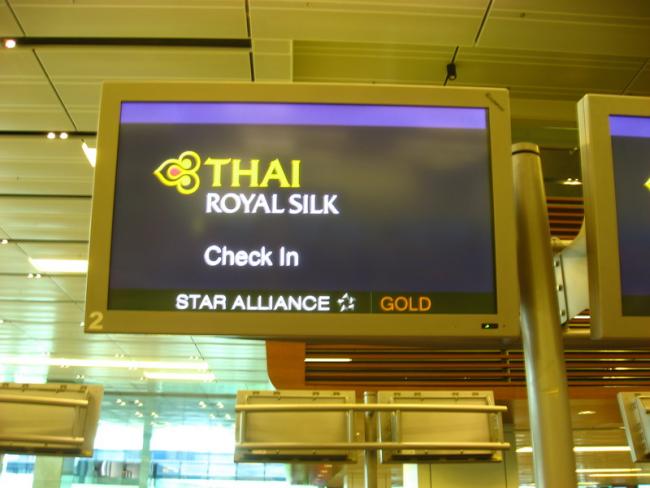 THAI
ROYAL SILK
Check In
STAR ALLIANCE GOLD
2